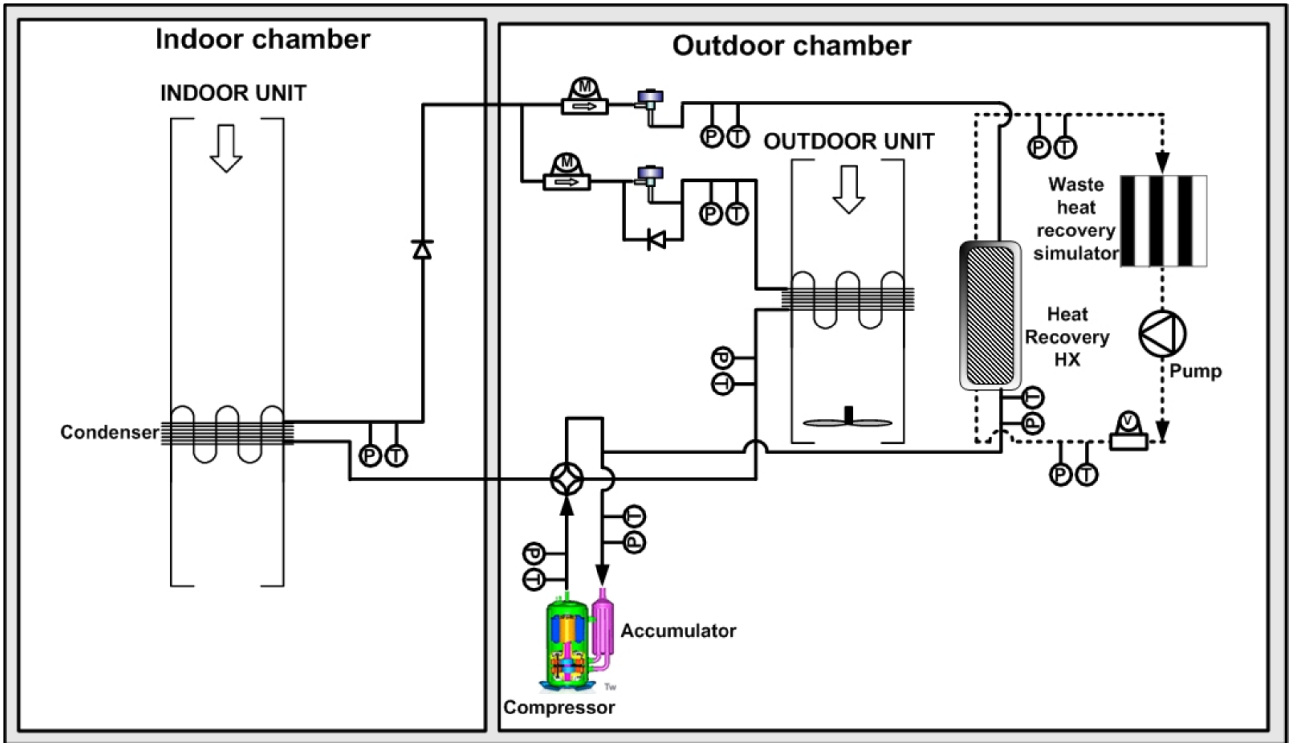 Indoor chamber
Outdoor chamber
INDOOR UNIT
M
P T
OUTDOOR UNIT
P T
M
P T
Waste
heat
recovery
simulator
Heat
Recovery
HX
Pump
P
T
T
P
V
Condenser
P T
P T
T
P
P
T
Accumulator
Tw
Compressor